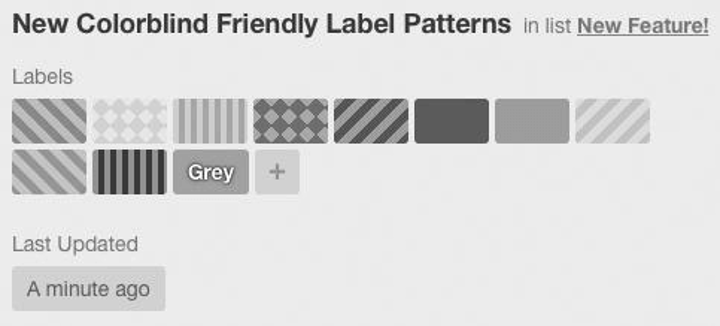 New Colorblind Friendly Label Patterns in list New Feature!
Labels
Grey +
Last Updated
A minute ago